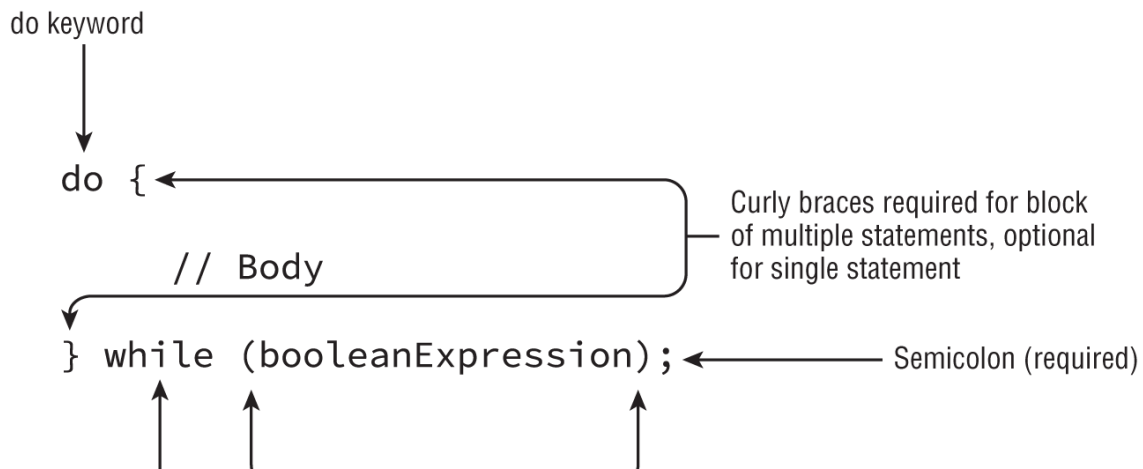 do keyword
do {
Curly braces required for block
of multiple statements, optional
for single statement
// Body
} while (booleanExpression);
Semicolon (required)